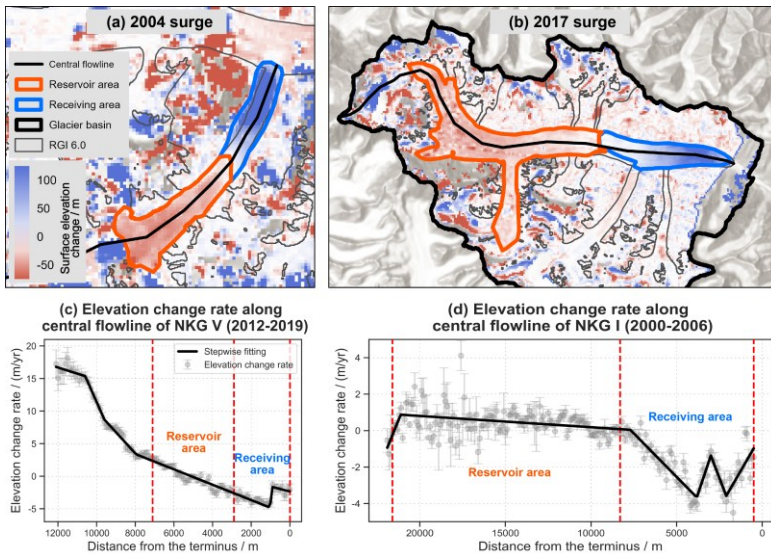 (a) 2004 surge
Central flowline
Reservoir area
Receiving area
Glacier basin
RGI 6.0
100
50
0
-50
Surface elevation
change / m
(b) 2017 surge
(c) Elevation change rate along
central flowline of NKG V (2012-2019)
Elevation change rate / (m/yr)
20
15
10
5
0
-5
Stepwise fitting
Elevation change rate
Reservoir
area
Receiving
area
12000 10000 8000 6000 4000 2000 0
Distance from the terminus / m
(d) Elevation change rate along
central flowline of NKG I (2000-2006)
Elevation change rate / (m/yr)
4
2
0
-2
-4
Receiving area
Reservoir area
20000 15000 10000 5000 0
Distance from the terminus / m